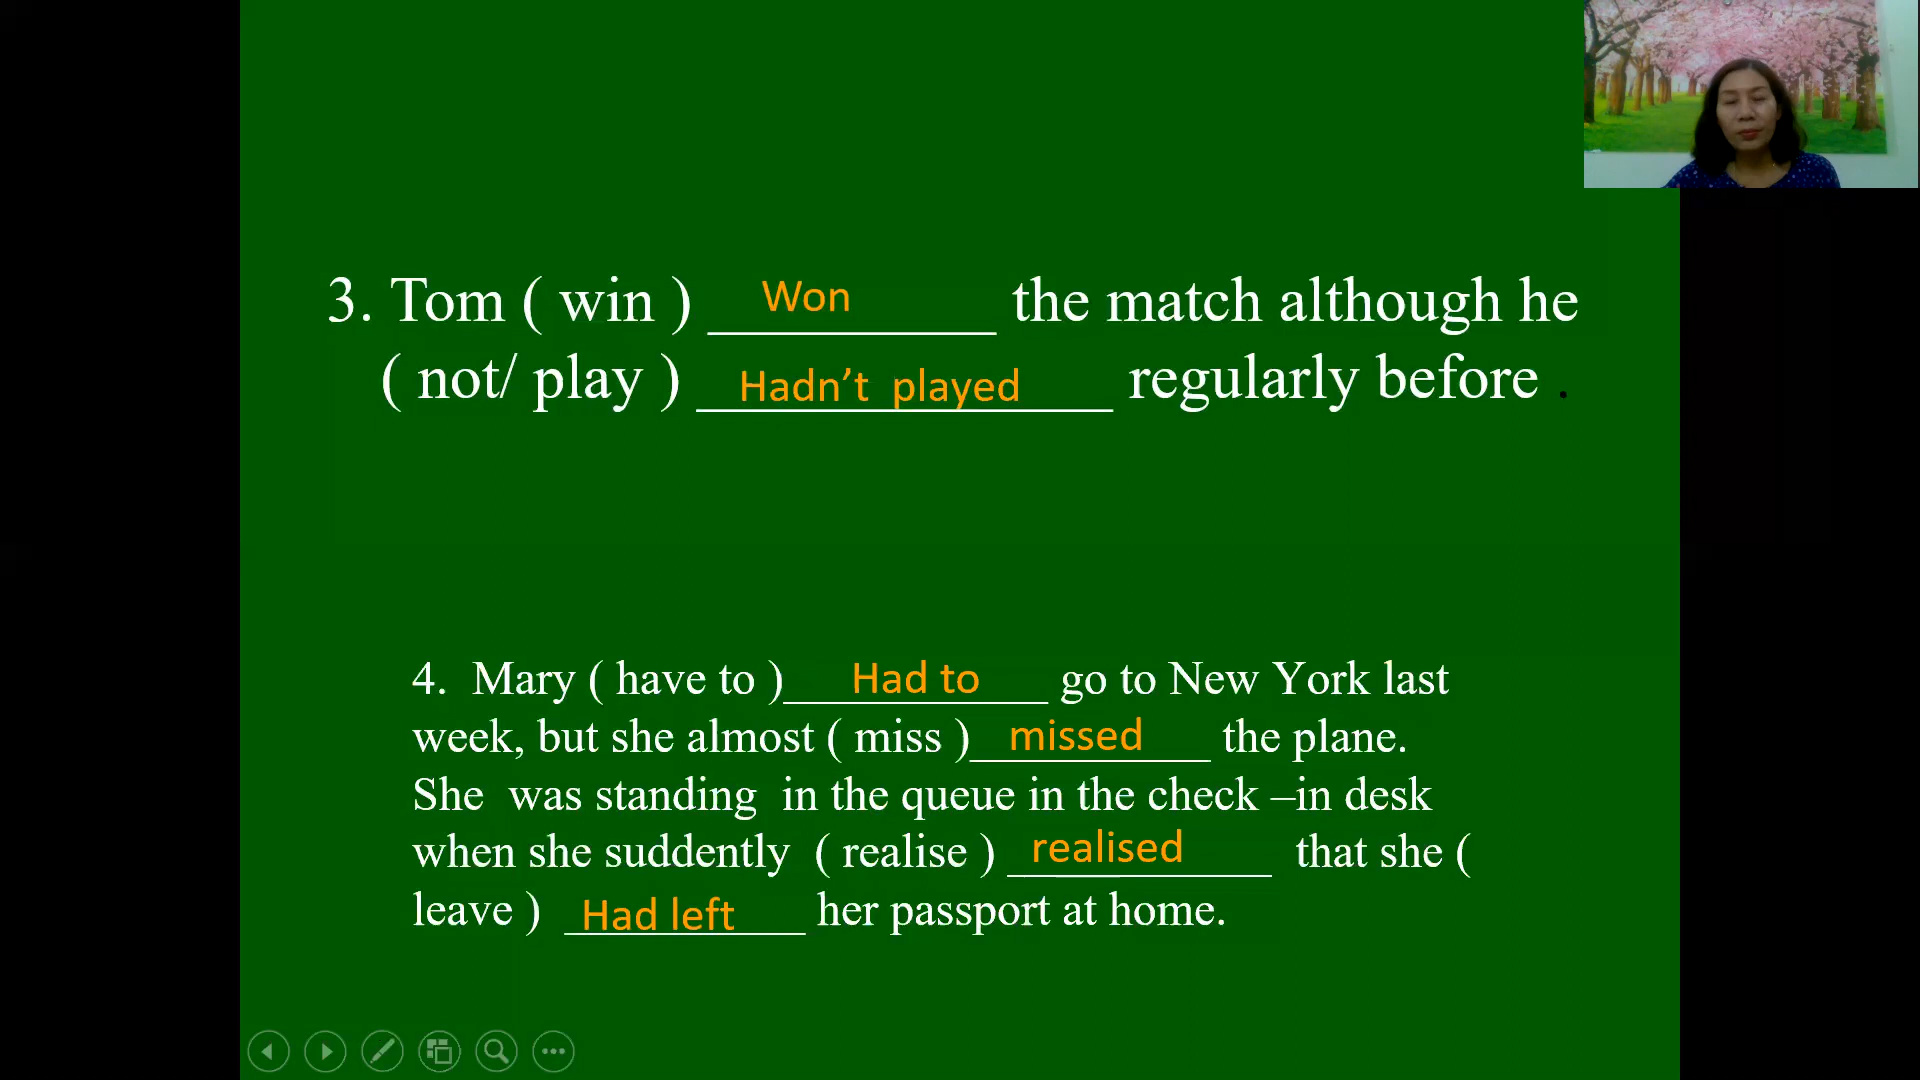 3. Tom ( win ) Won the match although he
( not/ play ) Hadn’t played regularly before .
4. Mary ( have to ) Had to go to New York last
week, but she almost ( miss ) missed the plane.
She was standing in the queue in the check –in desk
when she suddently ( realise ) realised that she (
leave ) Had left her passport at home.